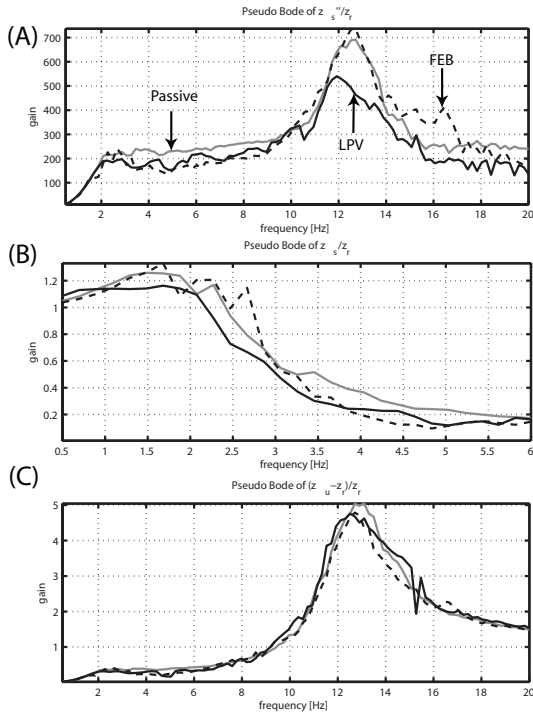 Pseudo Bode of z s''/zr
(A)
700
600
500
400
300
200
100
gain
Passive
FEB
LPV
2 4 6 8 10 12 14 16 18 20
frequency [Hz]
Pseudo Bode of z s/zr
(B)
1.2
1
0.8
0.6
0.4
0.2
gain
0.5 1 1.5 2 2.5 3 3.5 4 4.5 5 5.5 6
frequency [Hz]
(C)
Pseudo Bode of (z u−zr)/zr
5
4
3
2
1
gain
2 4 6 8 10 12 14 16 18 20
frequency [Hz]